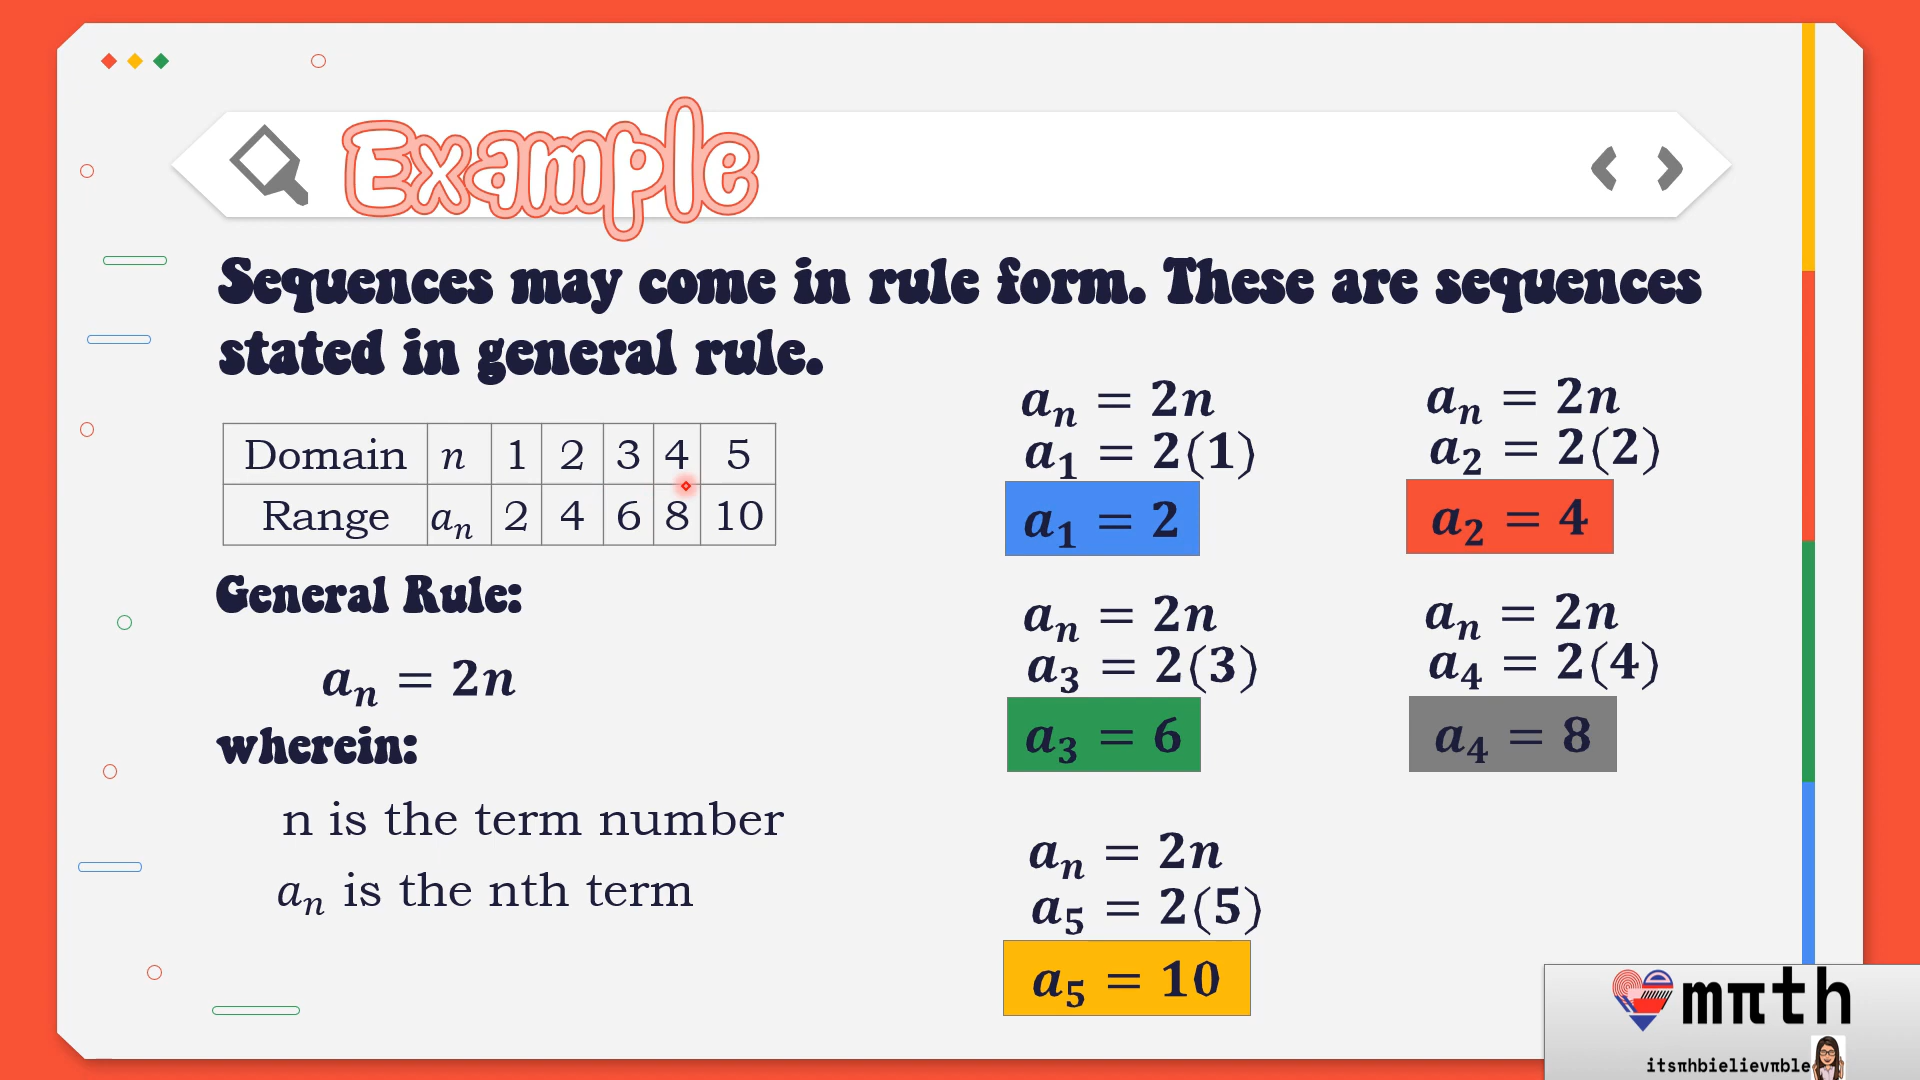 Example
Sequences may come in rule form. These are sequences
stated in general rule.
Domain n 1 2 3 4 5
Range aₙ 2 4 6 8 10
General Rule:
aₙ = 2n
wherein:
n is the term number
aₙ is the nth term
aₙ = 2n
a₁ = 2(1)
a₁ = 2
aₙ = 2n
a₂ = 2(2)
a₂ = 4
aₙ = 2n
a₃ = 2(3)
a₃ = 6
aₙ = 2n
a₄ = 2(4)
a₄ = 8
aₙ = 2n
a₅ = 2(5)
a₅ = 10
mπth
itsπhbielievπble